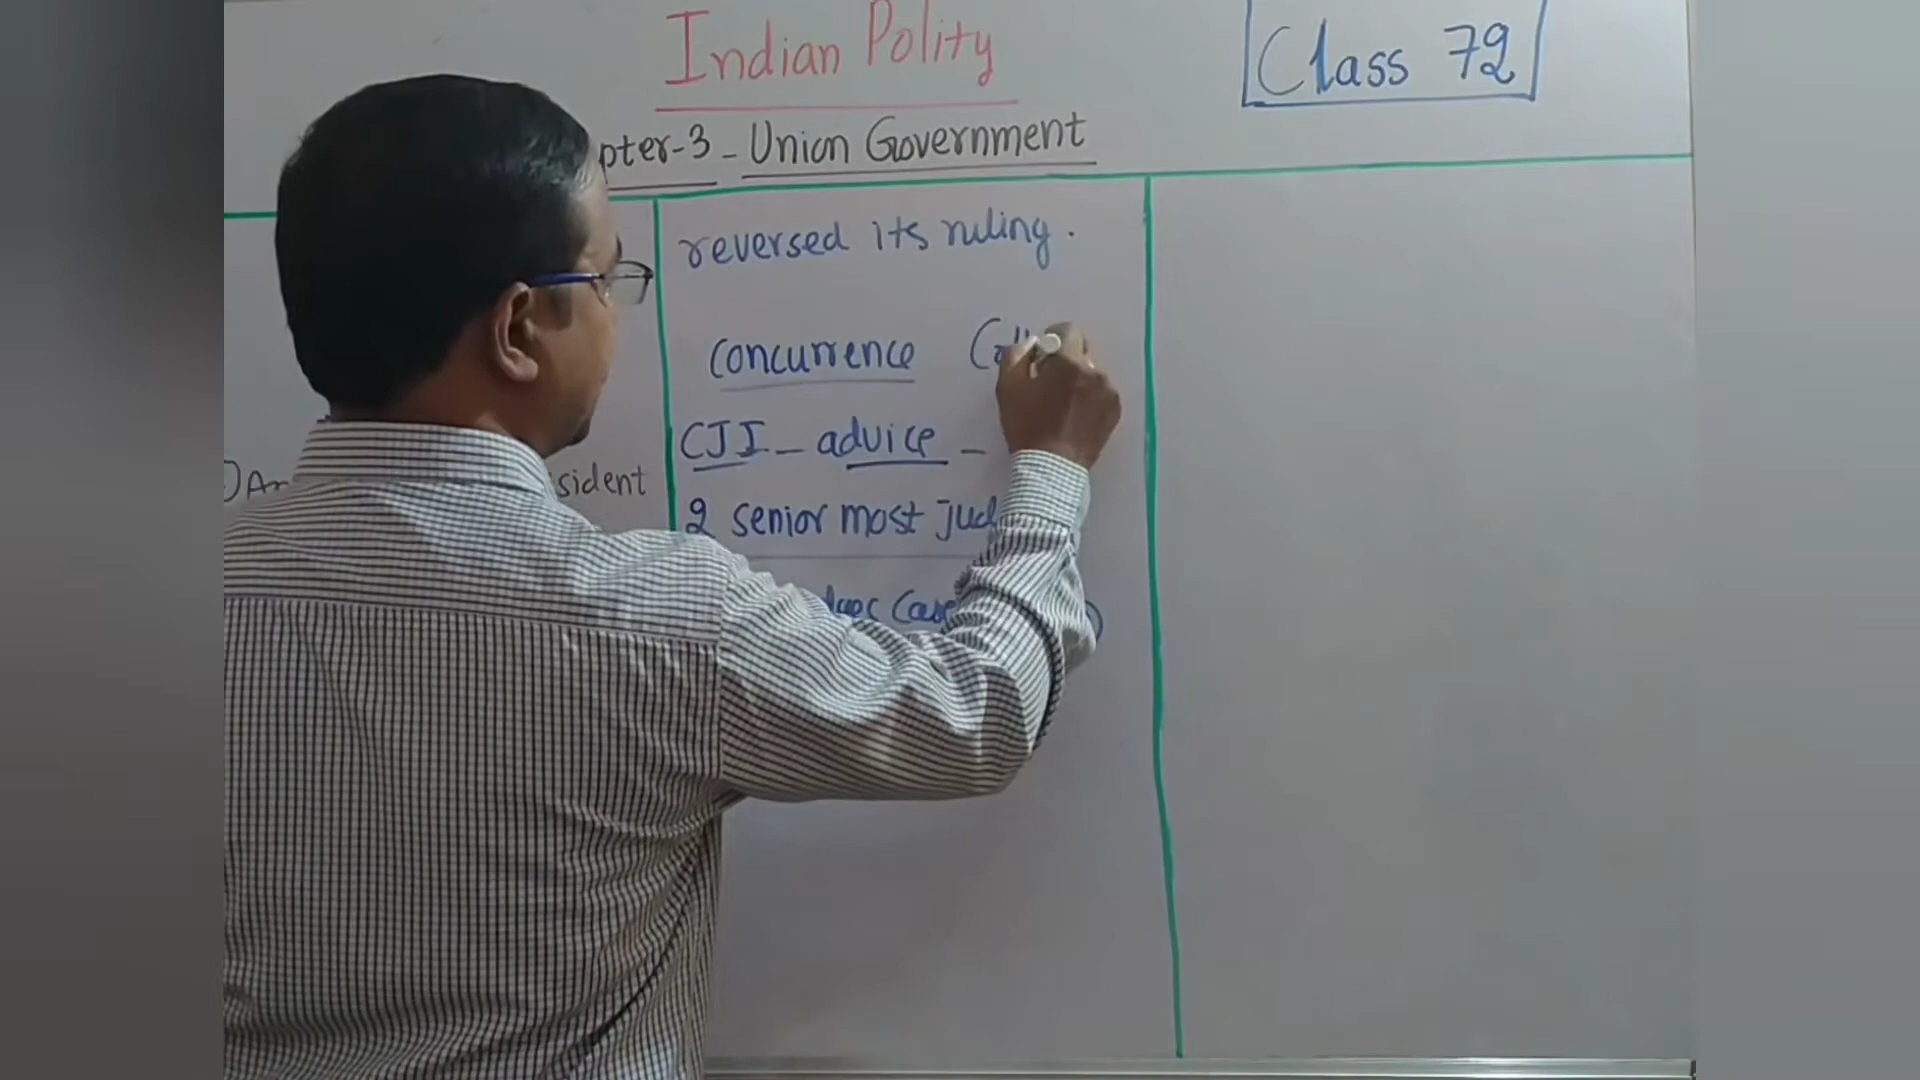 Indian Polity
Class 72
pter-3 - Union Government
reversed its ruling.
concurrence
CJI - advice -
sident
2 senior most jud
Case